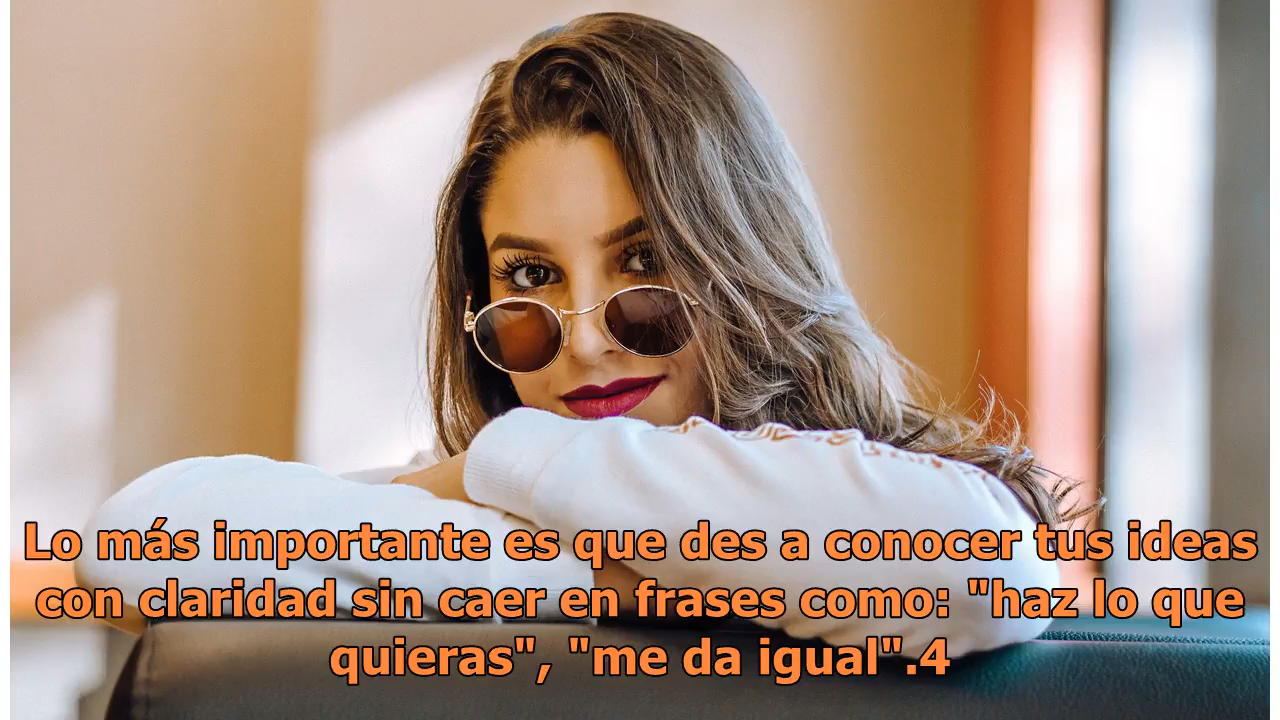 Lo más importante es que des a conocer tus ideas
con claridad sin caer en frases como: "haz lo que
quieras", "me da igual".4